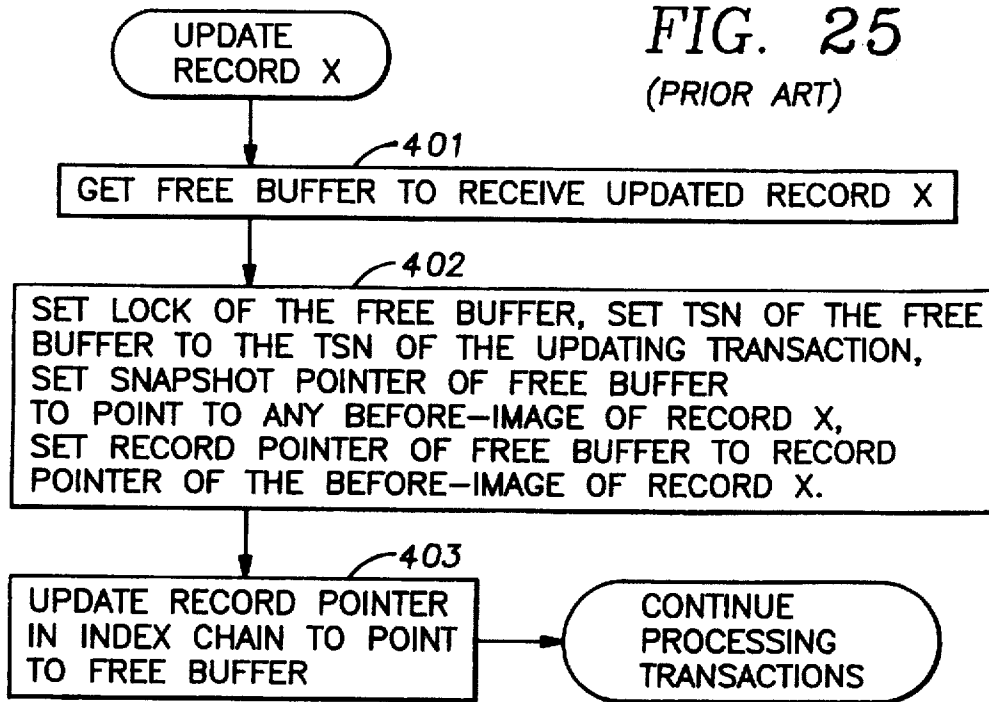 UPDATE
RECORD X
FIG. 25
(PRIOR ART)
401
GET FREE BUFFER TO RECEIVE UPDATED RECORD X
402
SET LOCK OF THE FREE BUFFER, SET TSN OF THE FREE
BUFFER TO THE TSN OF THE UPDATING TRANSACTION,
SET SNAPSHOT POINTER OF FREE BUFFER
TO POINT TO ANY BEFORE-IMAGE OF RECORD X,
SET RECORD POINTER OF FREE BUFFER TO RECORD
POINTER OF THE BEFORE-IMAGE OF RECORD X.
403
UPDATE RECORD POINTER
IN INDEX CHAIN TO POINT
TO FREE BUFFER
CONTINUE
PROCESSING
TRANSACTIONS